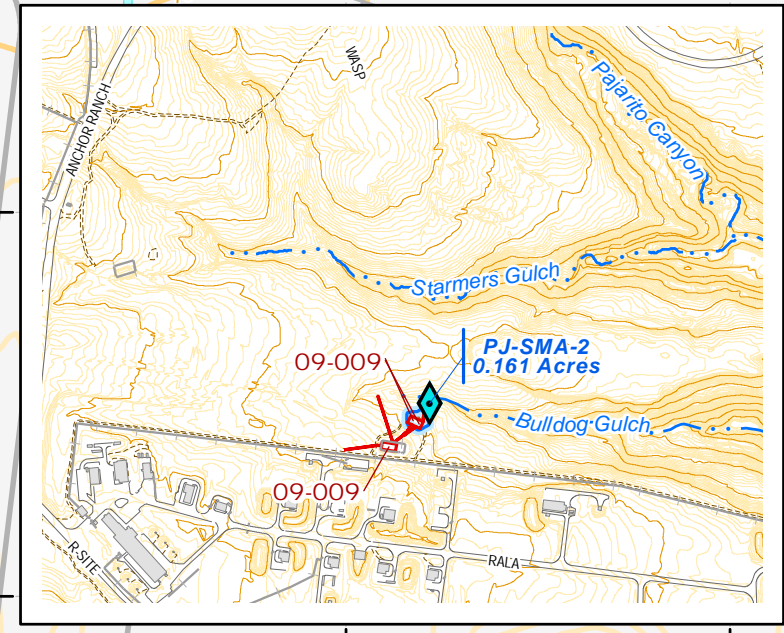 WASP
Pajarito Canyon
ANCHOR RANCH
Starmers Gulch
09-009
PJ-SMA-2
0.161 Acres
Bulldog Gulch
09-009
R-SITE
RALA